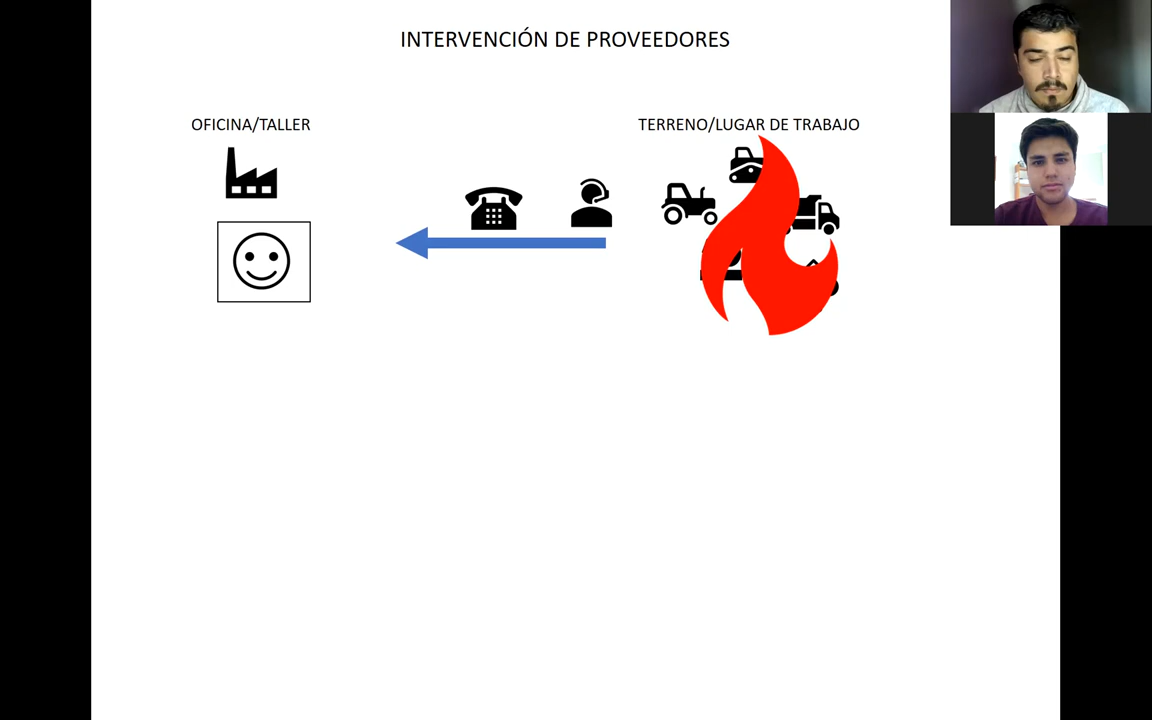 INTERVENCIÓN DE PROVEEDORES
OFICINA/TALLER
TERRENO/LUGAR DE TRABAJO